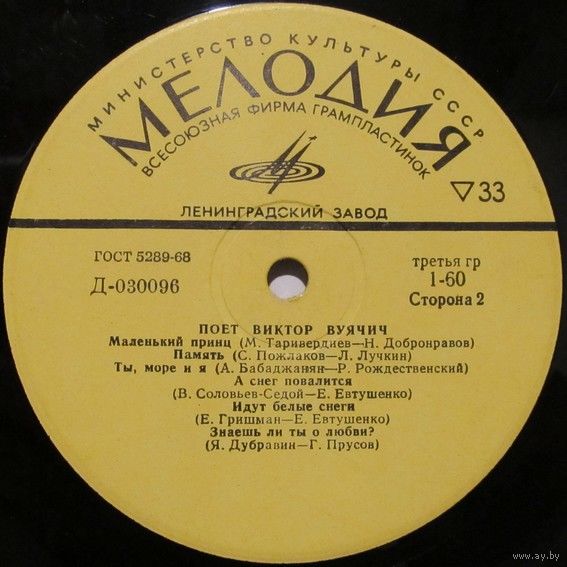 МИНИСТЕРСТВО КУЛЬТУРЫ СССР
МЕЛОДИЯ
ВСЕСОЮЗНАЯ ФИРМА ГРАМПЛАСТИНОК
▽33
ЛЕНИНГРАДСКИЙ ЗАВОД
ГОСТ 5289-68
Д-030096
третья гр
1-60
Сторона 2
ПОЕТ ВИКТОР ВУЯЧИЧ
Маленький принц (М. Таривердиев—Н. Добронравов)
Память (С. Пожлаков—Л. Лучкин)
Ты, море и я (А. Бабаджанян—Р. Рождественский)
А снег повалится
(В. Соловьев-Седой—Е. Евтушенко)
Идут белые снеги
(Е. Гришман—Е. Евтушенко)
Знаешь ли ты о любви?
(Я. Дубравин—Г. Прусов)
www.ay.by